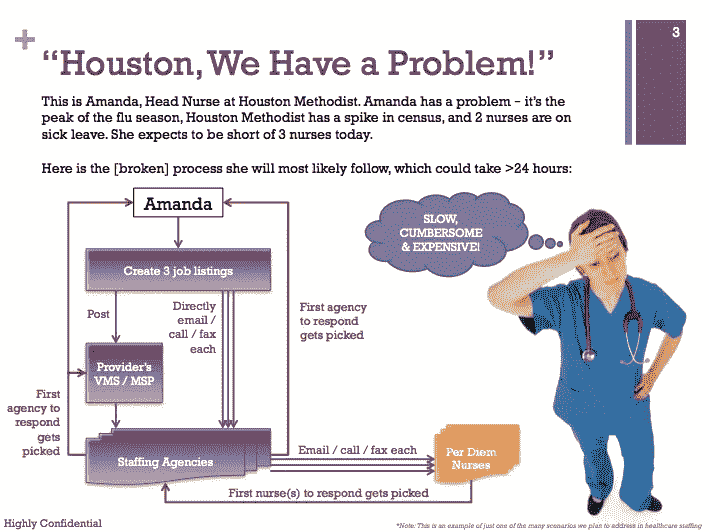 3
+
“Houston, We Have a Problem!”
This is Amanda, Head Nurse at Houston Methodist. Amanda has a problem – it’s the
peak of the flu season, Houston Methodist has a spike in census, and 2 nurses are on
sick leave. She expects to be short of 3 nurses today.
Here is the [broken] process she will most likely follow, which could take >24 hours:
Amanda
SLOW,
CUMBERSOME
& EXPENSIVE!
Create 3 job listings
Post
Directly
email /
call / fax
each
First agency
to respond
gets picked
Provider’s
VMS / MSP
First
agency to
respond
gets
picked
Staffing Agencies
Email / call / fax each
Per Diem
Nurses
First nurse(s) to respond gets picked
Highly Confidential
*Note: This is an example of just one of the many scenarios we plan to address in healthcare staffing